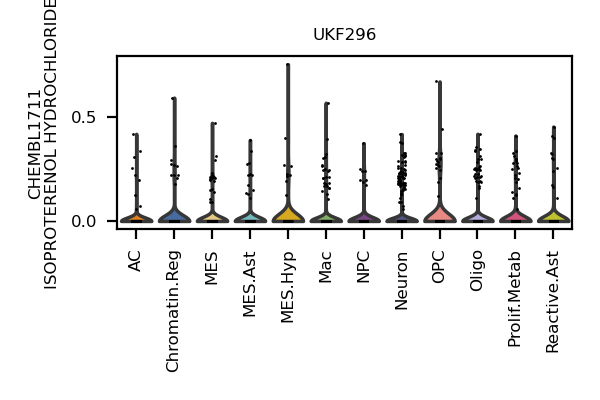 UKF296
CHEMBL1711
ISOPROTERENOL HYDROCHLORIDE
0.5
0.0
AC
Chromatin.Reg
MES
MES.Ast
MES.Hyp
Mac
NPC
Neuron
OPC
Oligo
Prolif.Metab
Reactive.Ast